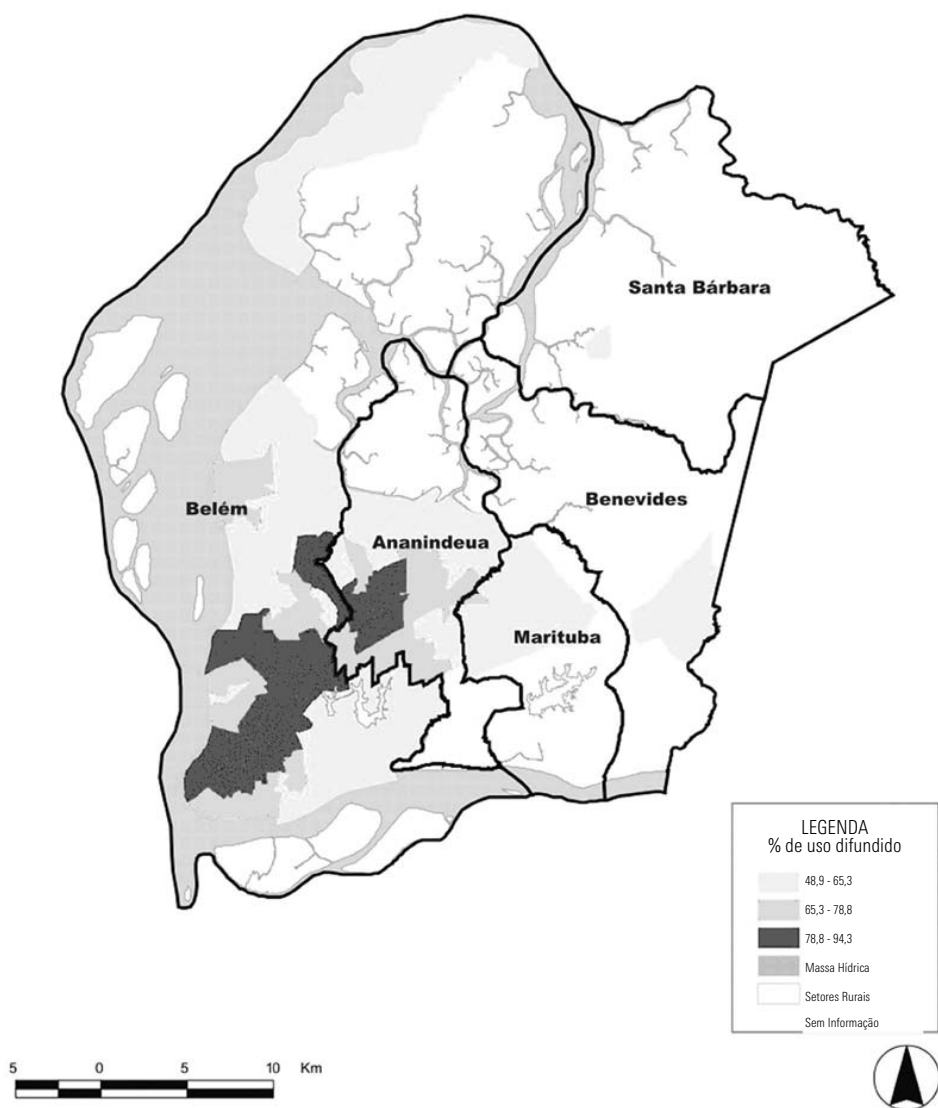 Santa Bárbara
Benevides
Belém
Ananindeua
Marituba
LEGENDA
% de uso difundido
48,9 - 65,3
65,3 - 78,8
78,8 - 94,3
Massa Hídrica
Setores Rurais
Sem Informação
5 0 5 10 Km